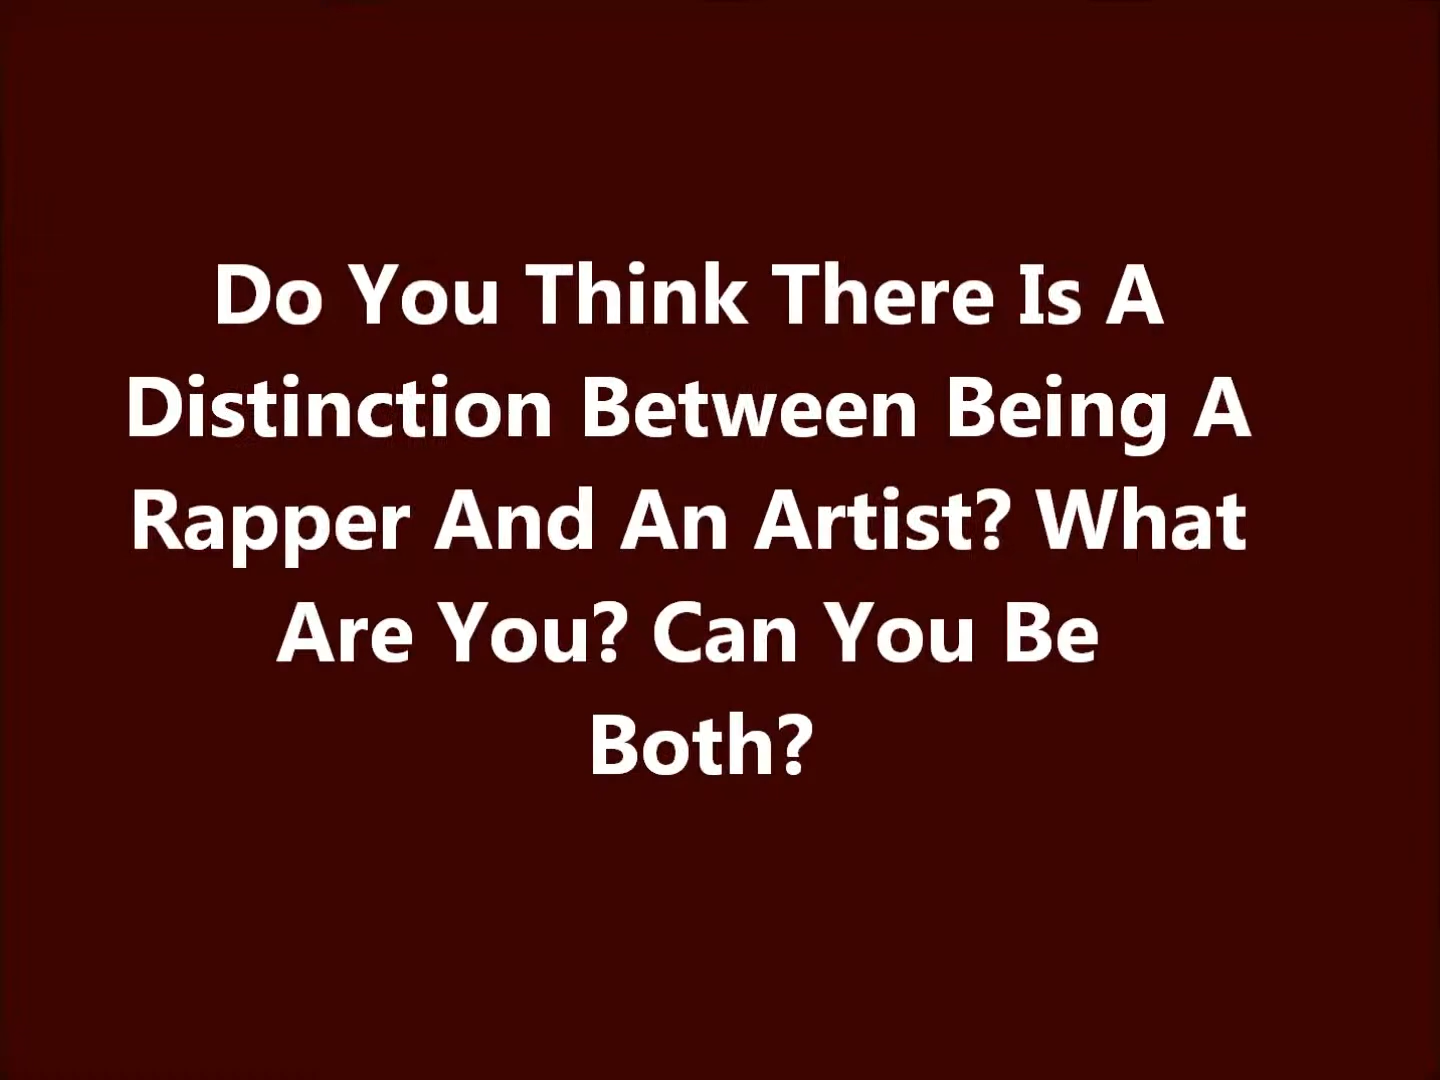 Do You Think There Is A
Distinction Between Being A
Rapper And An Artist? What
Are You? Can You Be
Both?